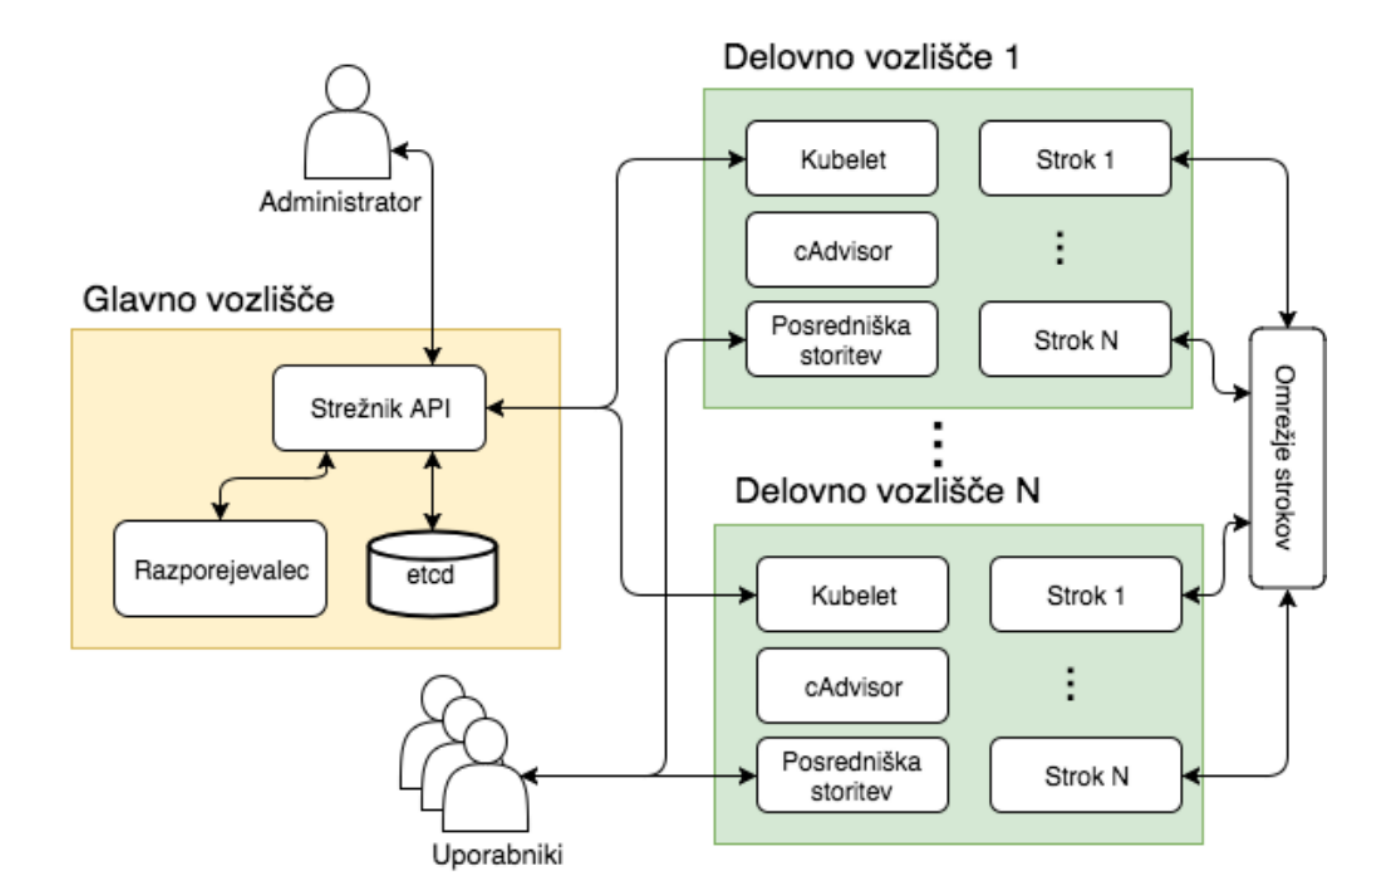 Delovno vozlišče 1
Kubelet
Strok 1
Administrator
cAdvisor
Glavno vozlišče
Posredniška
storitev
Strok N
Strežnik API
Omrežje strokov
Delovno vozlišče N
Razporejevalec
etcd
Kubelet
Strok 1
cAdvisor
Posredniška
storitev
Strok N
Uporabniki